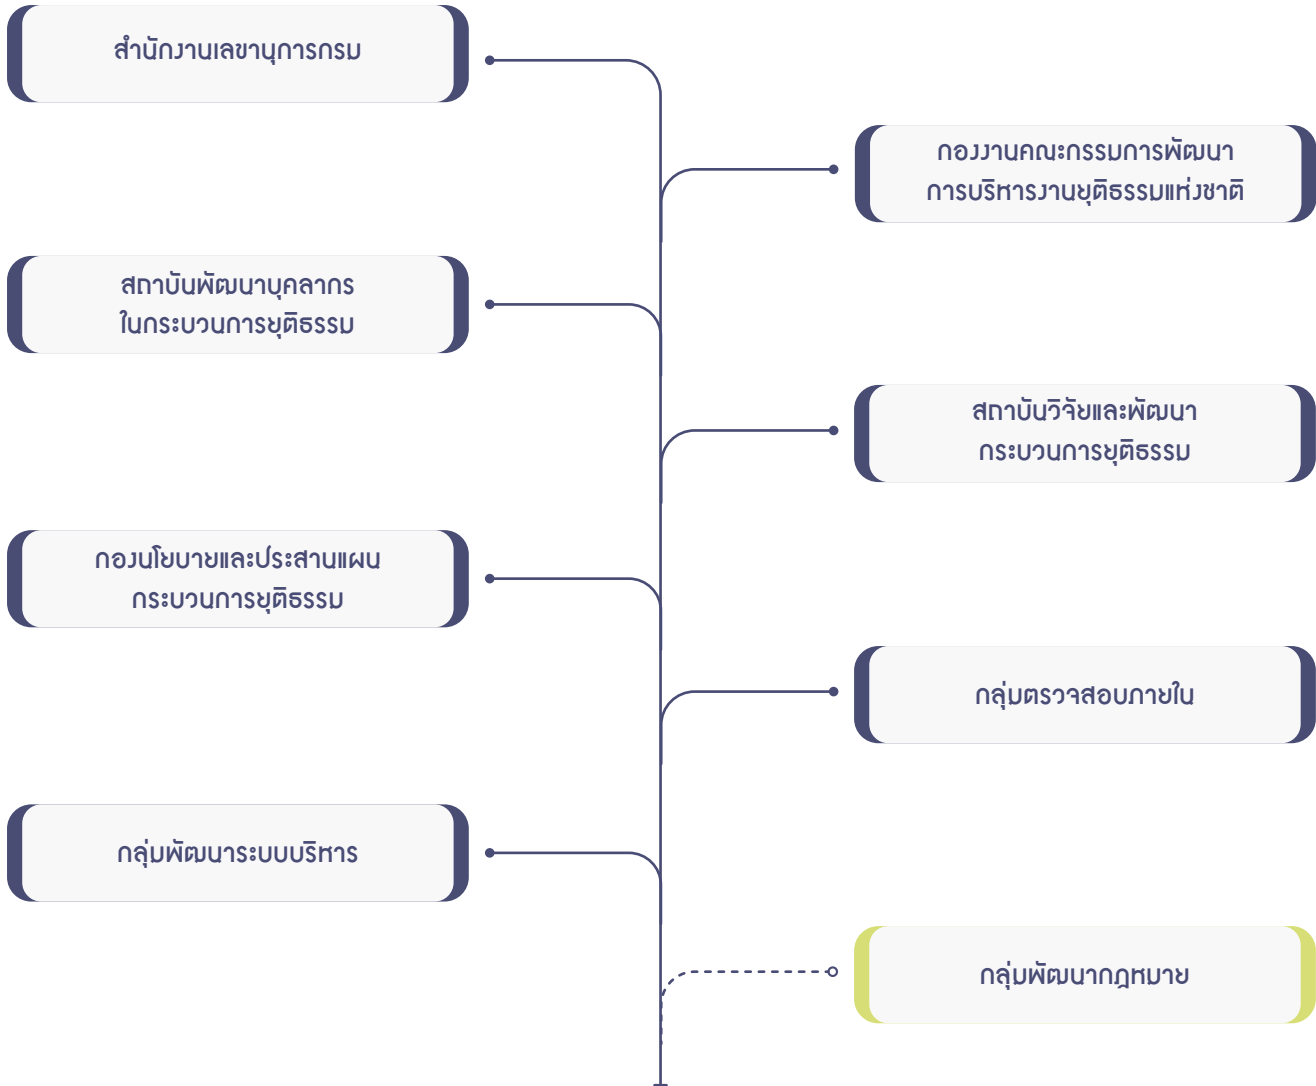 สำนักงานเลขานุการกรม
กองงานคณะกรรมการพัฒนา
การบริหารงานยุติธรรมแห่งชาติ
สถาบันพัฒนาบุคลากร
ในกระบวนการยุติธรรม
สถาบันวิจัยและพัฒนา
กระบวนการยุติธรรม
กองนโยบายและประสานแผน
กระบวนการยุติธรรม
กลุ่มตรวจสอบภายใน
กลุ่มพัฒนาระบบบริหาร
กลุ่มพัฒนากฎหมาย